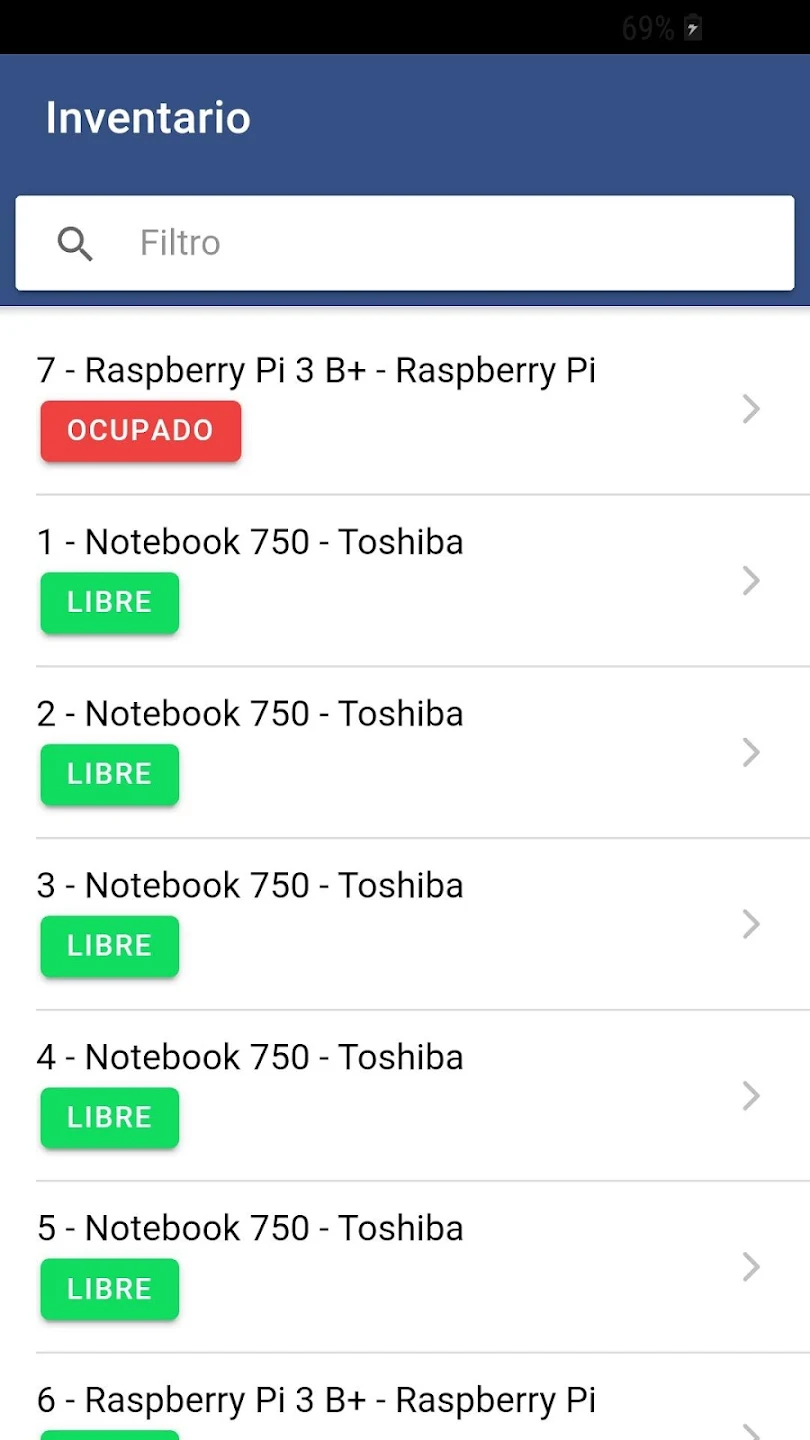 69%
Inventario
Filtro
7 - Raspberry Pi 3 B+ - Raspberry Pi
OCUPADO
1 - Notebook 750 - Toshiba
LIBRE
2 - Notebook 750 - Toshiba
LIBRE
3 - Notebook 750 - Toshiba
LIBRE
4 - Notebook 750 - Toshiba
LIBRE
5 - Notebook 750 - Toshiba
LIBRE
6 - Raspberry Pi 3 B+ - Raspberry Pi